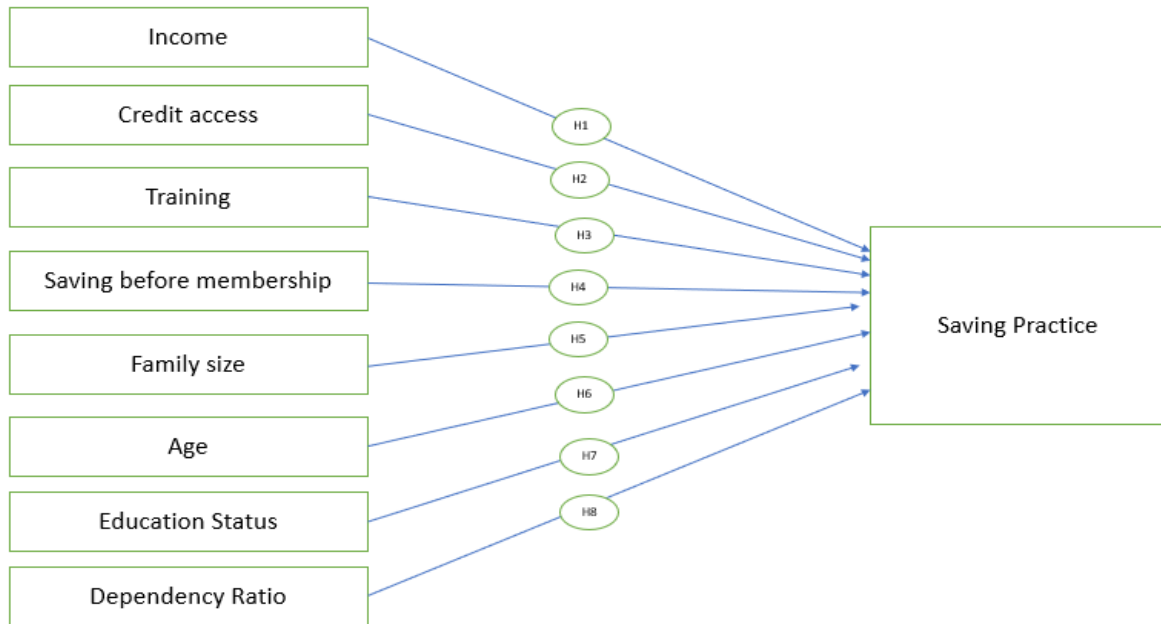 Income
Credit access
Training
Saving before membership
Family size
Age
Education Status
Dependency Ratio
H1
H2
H3
H4
H5
H6
H7
H8
Saving Practice